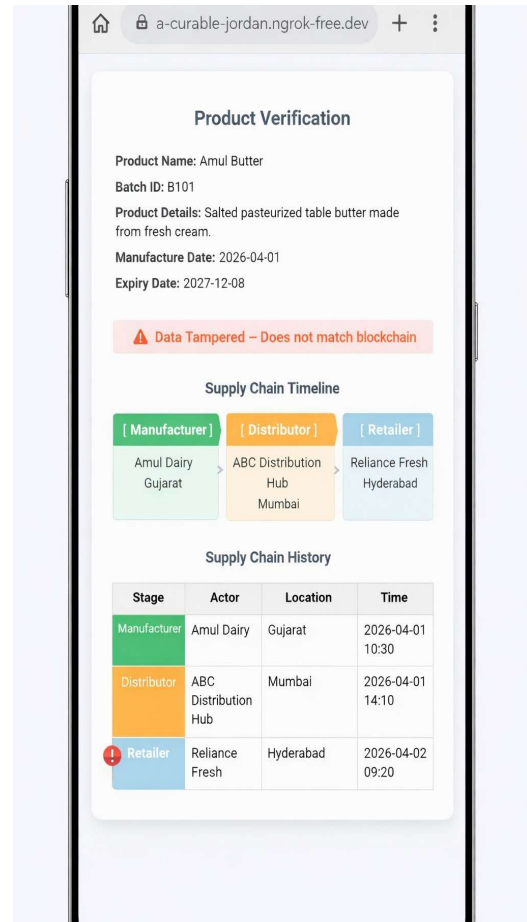 a-curable-jordan.ngrok-free.dev
Product Verification
Product Name: Amul Butter
Batch ID: B101
Product Details: Salted pasteurized table butter made
from fresh cream.
Manufacture Date: 2026-04-01
Expiry Date: 2027-12-08
Data Tampered – Does not match blockchain
Supply Chain Timeline
[ Manufacturer ]
Amul Dairy
Gujarat
[ Distributor ]
ABC Distribution
Hub
Mumbai
[ Retailer ]
Reliance Fresh
Hyderabad
Supply Chain History
Stage Actor Location Time
Manufacturer Amul Dairy Gujarat 2026-04-01
10:30
Distributor ABC Mumbai 2026-04-01
Distribution 14:10
Hub
Retailer Reliance Hyderabad 2026-04-02
Fresh 09:20